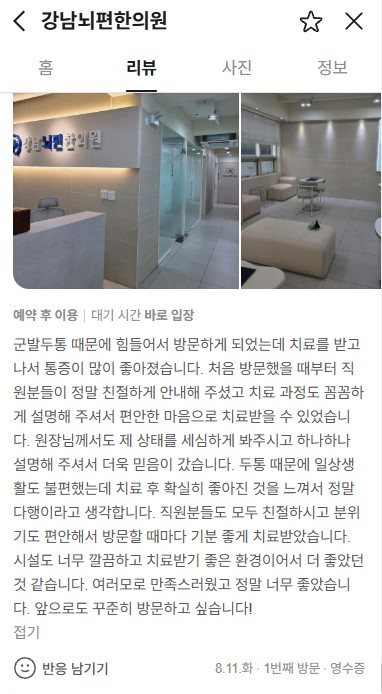 강남뇌편한의원
홈 리뷰 사진 정보
강남뇌편한의원
예약 후 이용 | 대기 시간 바로 입장
군발두통 때문에 힘들어서 방문하게 되었는데 치료를 받고
나서 통증이 많이 좋아졌습니다. 처음 방문했을 때부터 직
원분들이 정말 친절하게 안내해 주셨고 치료 과정도 꼼꼼하
게 설명해 주셔서 편안한 마음으로 치료받을 수 있었습니
다. 원장님께서도 제 상태를 세심하게 봐주시고 하나하나
설명해 주셔서 더욱 믿음이 갔습니다. 두통 때문에 일상생
활도 불편했는데 치료 후 확실히 좋아진 것을 느껴서 정말
다행이라고 생각합니다. 직원분들도 모두 친절하시고 분위
기도 편안해서 방문할 때마다 기분 좋게 치료받았습니다.
시설도 너무 깔끔하고 치료받기 좋은 환경이어서 더 좋았던
것 같습니다. 여러모로 만족스러웠고 정말 너무 좋았습니
다. 앞으로도 꾸준히 방문하고 싶습니다!
접기
반응 남기기
8.11.화 · 1번째 방문 · 영수증